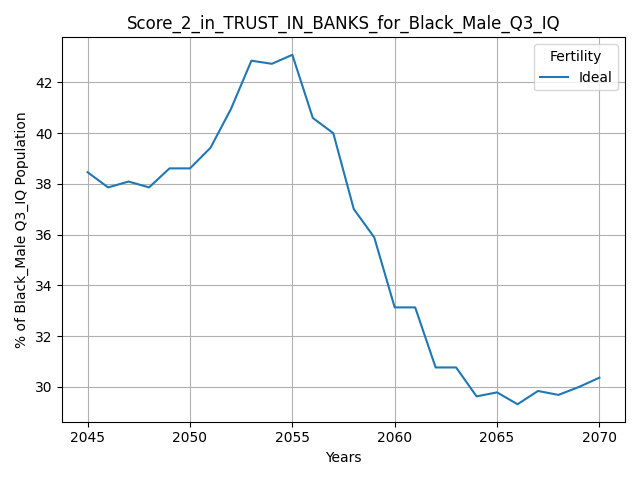 Score_2_in_TRUST_IN_BANKS_for_Black_Male_Q3_IQ
Fertility
Ideal
% of Black_Male Q3_IQ Population
42
40
38
36
34
32
30
2045 2050 2055 2060 2065 2070
Years